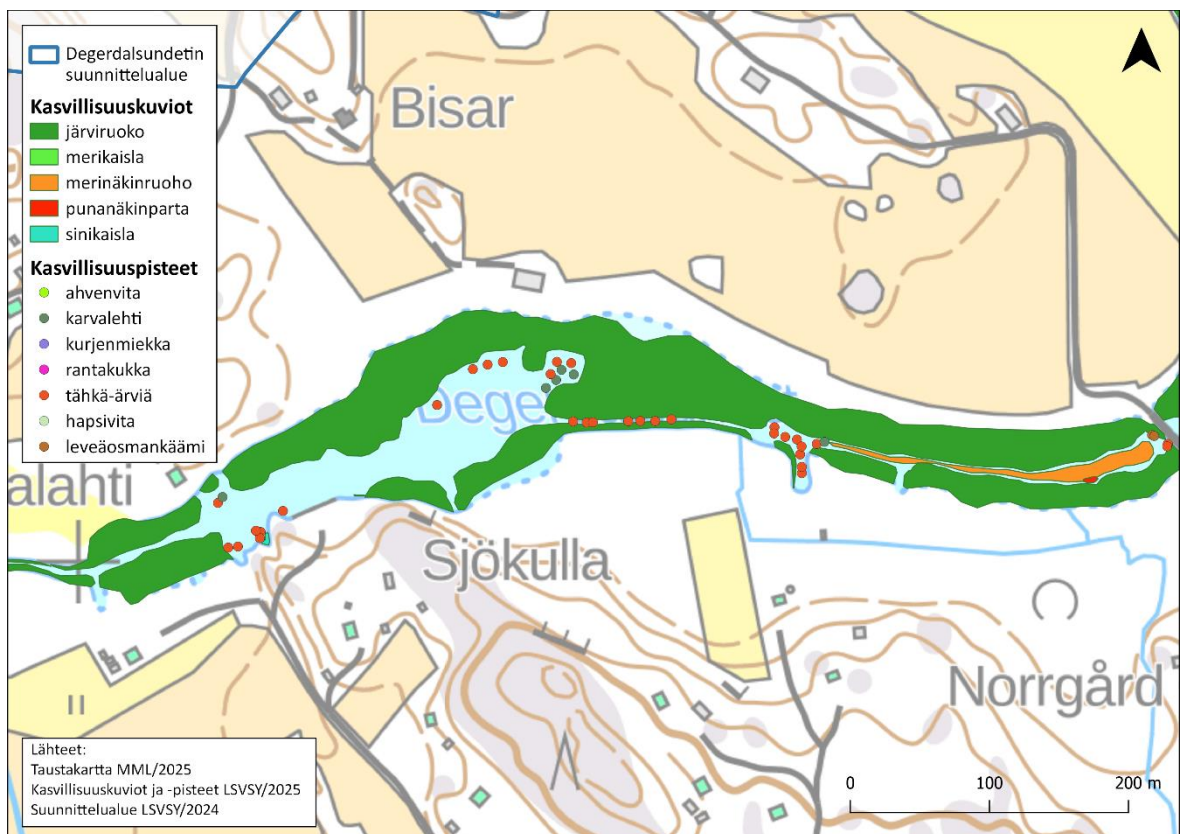 Degerdalsundetin
suunnittelualue
Kasvillisuuskuviot
järviruoko
merikaisla
merinäkinruoho
punanäkinparta
sinikaisla
Kasvillisuuspisteet
ahvenvita
karvalehti
kurjenmiekka
rantakukka
tähkä-ärviä
hapsivita
leveäosmankäämi
Bisar
Dege
alahti
Sjökulla
Norrgård
Lähteet:
Taustakartta MML/2025
Kasvillisuuskuviot ja -pisteet LSVSY/2025
Suunnittelualue LSVSY/2024
0 100 200 m